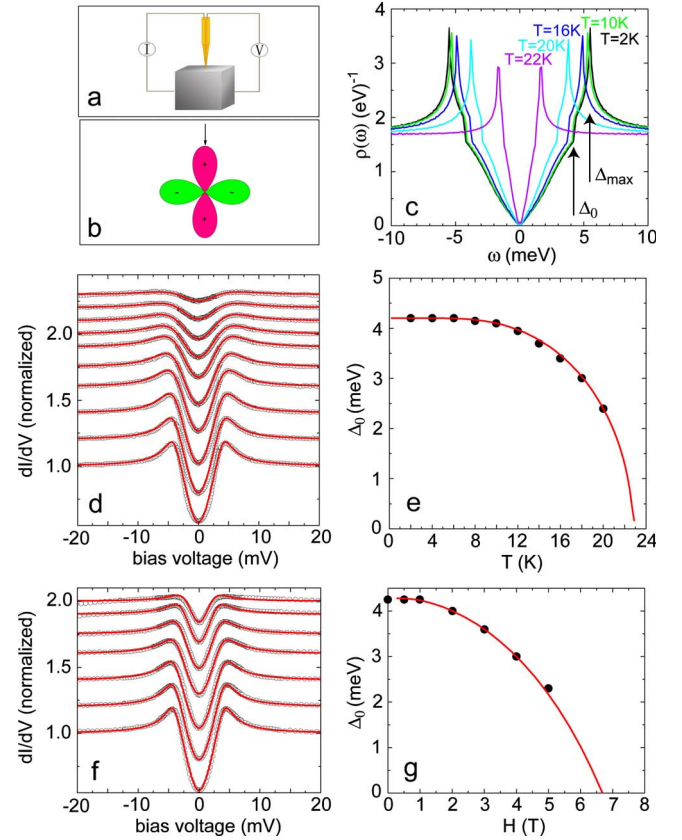 I
V
a
+
-
-
+
b
ρ(ω) (eV)⁻¹
4
3
2
1
0
T=10K
T=16K
T=2K
T=20K
T=22K
Δmax
Δ0
c
-10
-5
0
5
10
ω (meV)
dI/dV (normalized)
2.0
1.5
1.0
d
-20
-10
0
10
20
bias voltage (mV)
Δ0 (meV)
5
4
3
2
1
0
e
0
4
8
12
16
20
24
T (K)
dI/dV (normalized)
2.0
1.5
1.0
f
-20
-10
0
10
20
bias voltage (mV)
Δ0 (meV)
4
3
2
1
0
g
0
1
2
3
4
5
6
7
8
H (T)